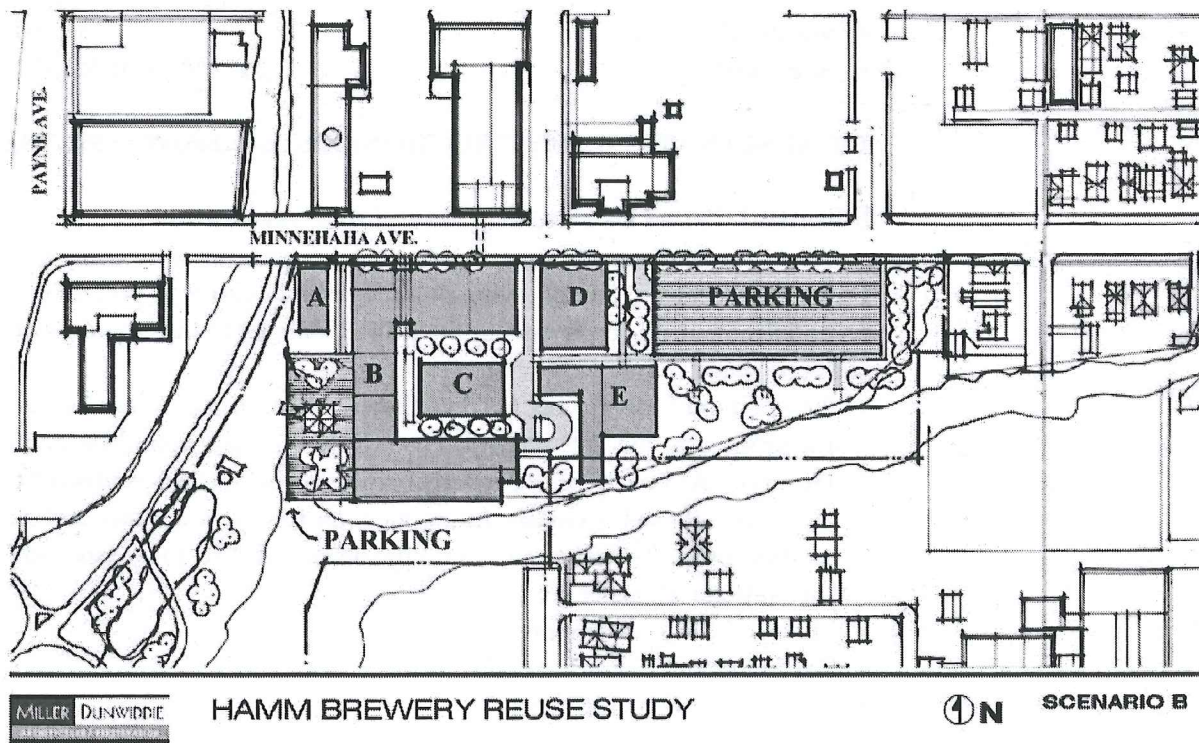 PAYNE AVE.
MINNEHAHA AVE.
A
D
PARKING
B
C
E
PARKING
MILLER DUNWIDDIE
HAMM BREWERY REUSE STUDY
N
SCENARIO B